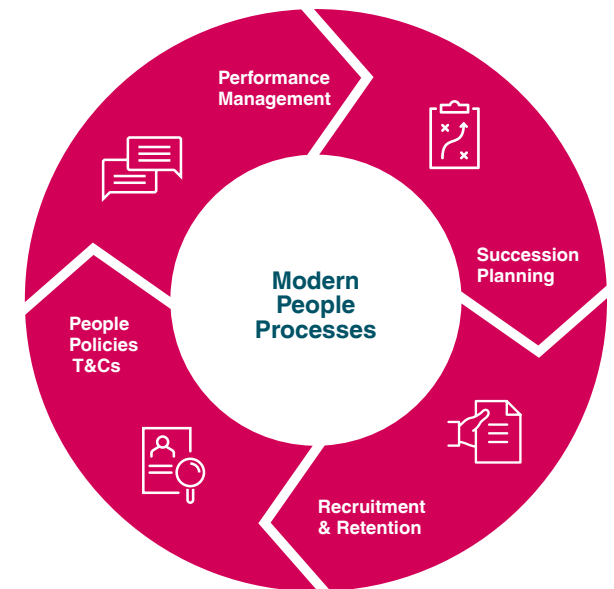 Performance
Management
Succession
Planning
Modern
People
Processes
People
Policies
T&Cs
Recruitment
& Retention